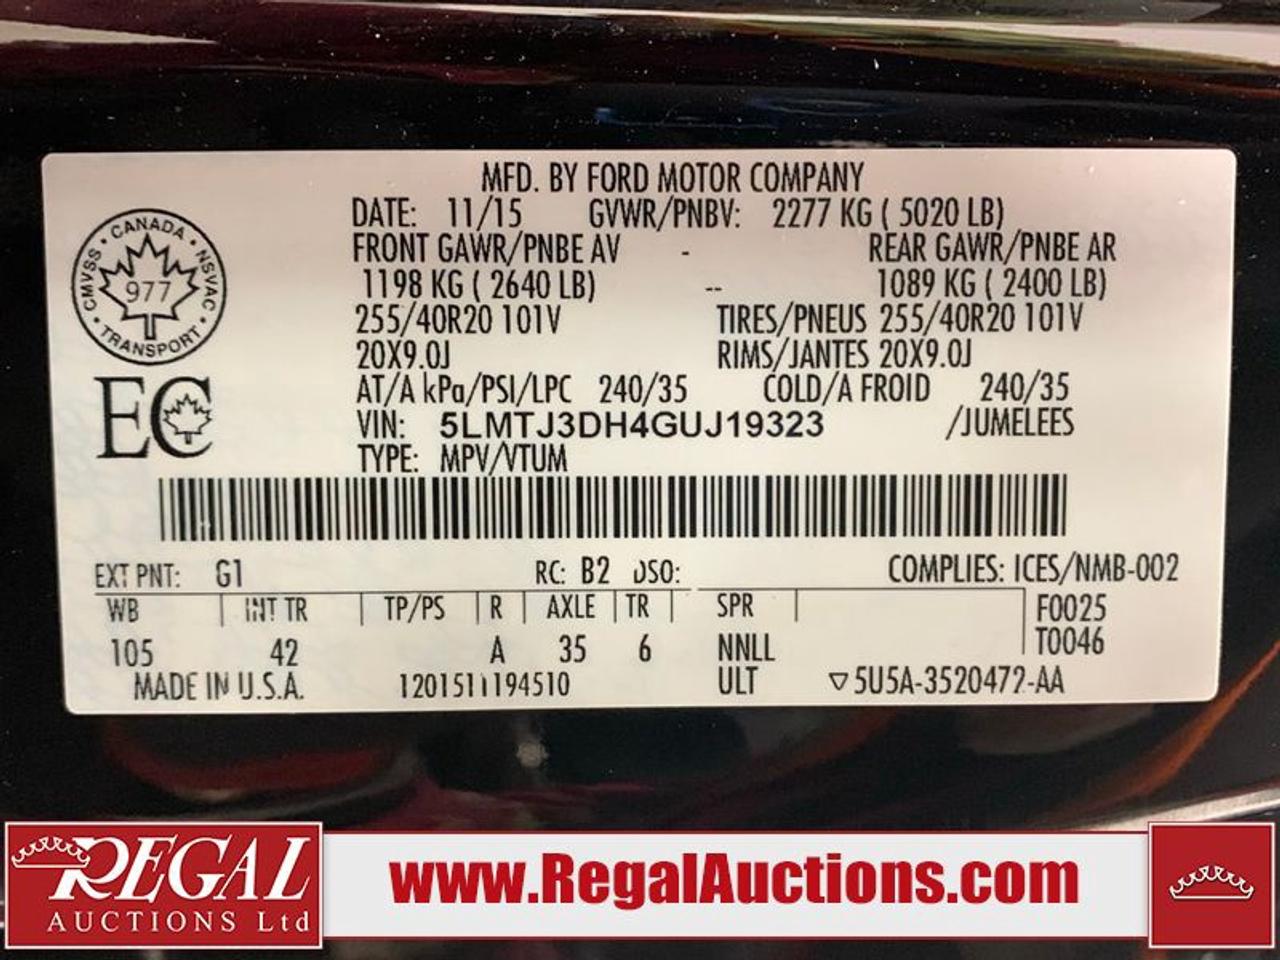 MFD. BY FORD MOTOR COMPANY
DATE: 11/15 GVWR/PNBV: 2277 KG ( 5020 LB)
FRONT GAWR/PNBE AV - REAR GAWR/PNBE AR
1198 KG ( 2640 LB) -- 1089 KG ( 2400 LB)
255/40R20 101V TIRES/PNEUS 255/40R20 101V
20X9.0J RIMS/JANTES 20X9.0J
AT/A kPa/PSI/LPC 240/35 COLD/A FROID 240/35
VIN: 5LMTJ3DH4GUJ19323 /JUMELEES
TYPE: MPV/VTUM
CANADA
CMVSS 977 NSVAC
TRANSPORT
EC
EXT PNT: G1 RC: B2 DSO: COMPLIES: ICES/NMB-002
WB | INT TR | TP/PS | R | AXLE | TR | SPR | F0025
105 42 A 35 6 NNLL T0046
MADE IN U.S.A. 1201511194510 ULT ▽5U5A-3520472-AA
REGAL
AUCTIONS Ltd
www.RegalAuctions.com